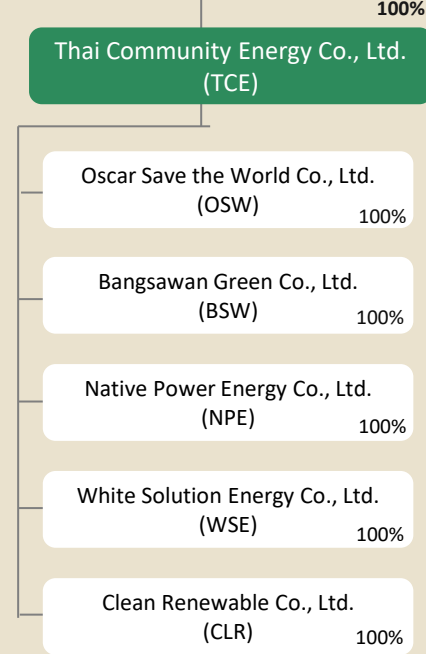 100%
Thai Community Energy Co., Ltd.
(TCE)
Oscar Save the World Co., Ltd.
(OSW)
100%
Bangsawan Green Co., Ltd.
(BSW)
100%
Native Power Energy Co., Ltd.
(NPE)
100%
White Solution Energy Co., Ltd.
(WSE)
100%
Clean Renewable Co., Ltd.
(CLR)
100%